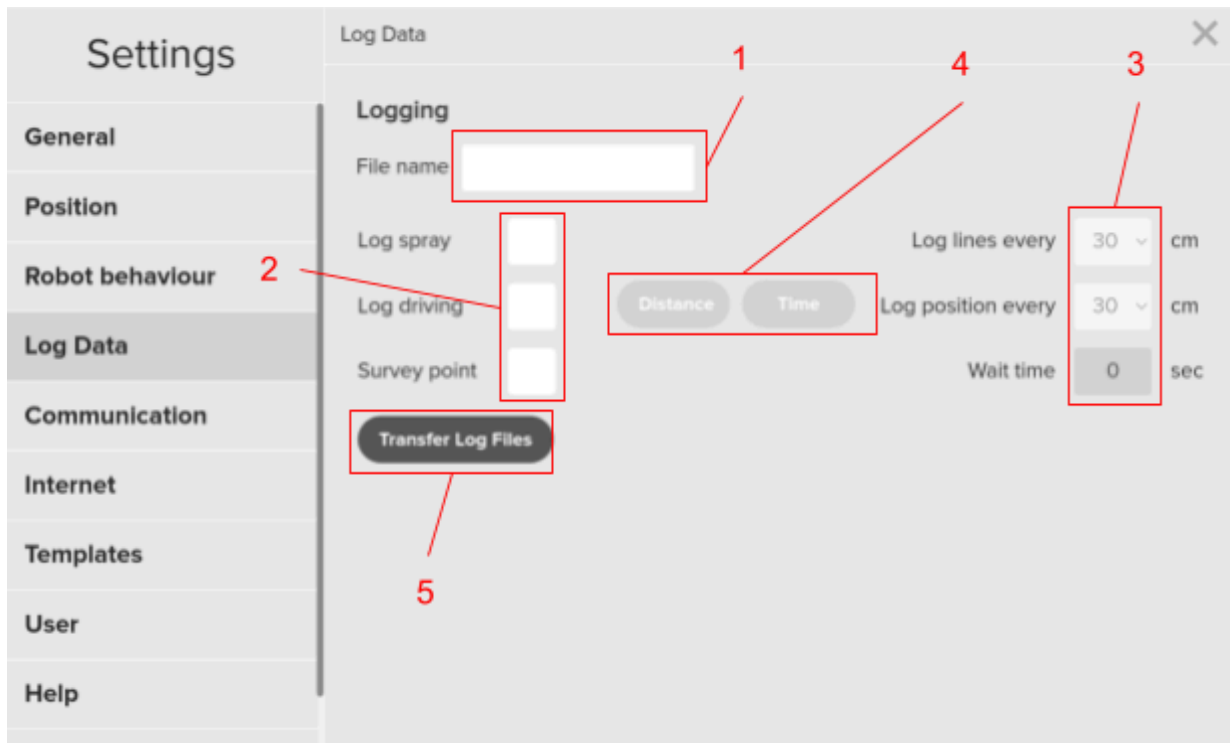 Settings
General
Position
Robot behaviour
Log Data
Communication
Internet
Templates
User
Help
Log Data
1
4
3
Logging
File name
2
Log spray
Log lines every 30 cm
Log driving
Distance Time
Log position every 30 cm
Survey point
Wait time 0 sec
Transfer Log Files
5